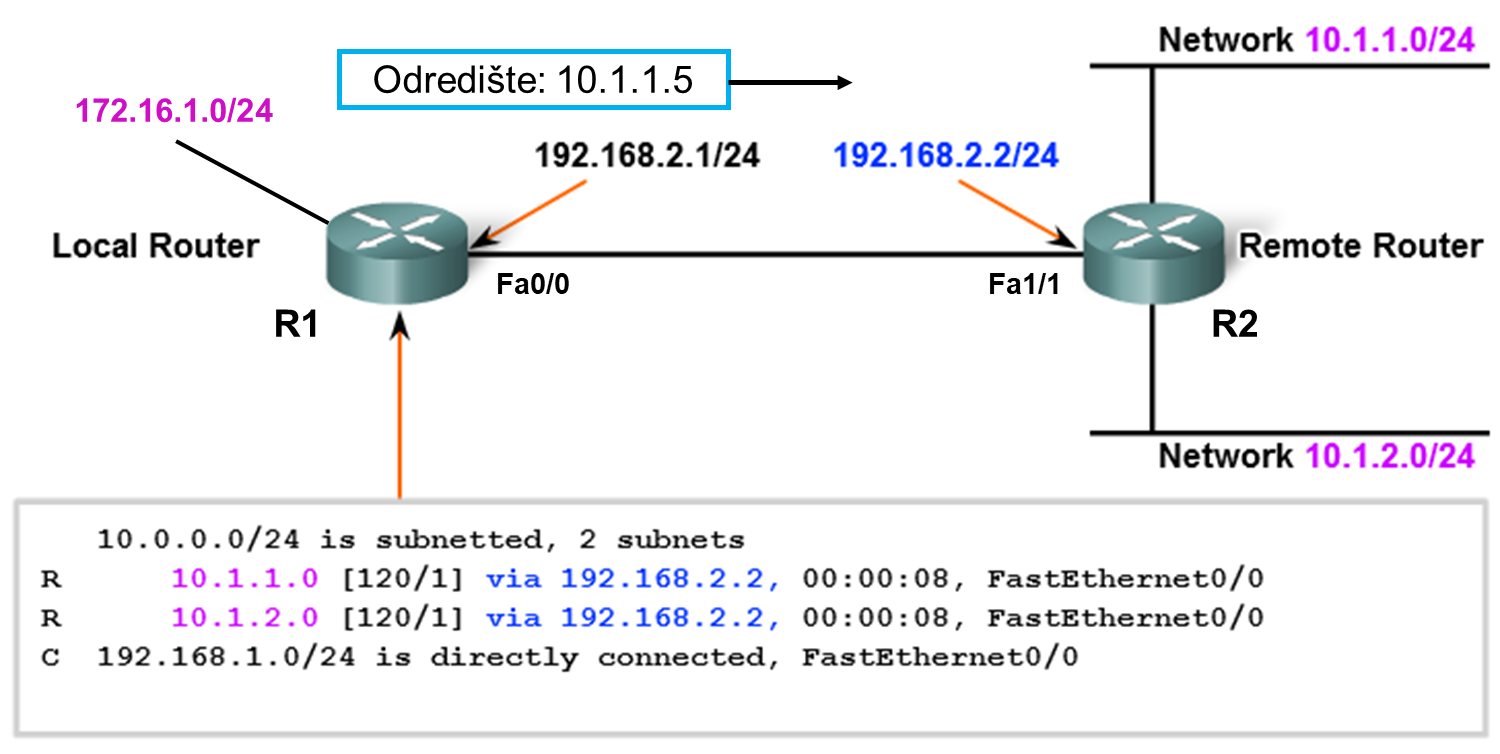 Network 10.1.1.0/24
Odredište: 10.1.1.5
172.16.1.0/24
192.168.2.1/24
192.168.2.2/24
Local Router
Remote Router
Fa0/0
Fa1/1
R1
R2
Network 10.1.2.0/24
10.0.0.0/24 is subnetted, 2 subnets
R 10.1.1.0 [120/1] via 192.168.2.2, 00:00:08, FastEthernet0/0
R 10.1.2.0 [120/1] via 192.168.2.2, 00:00:08, FastEthernet0/0
C 192.168.1.0/24 is directly connected, FastEthernet0/0